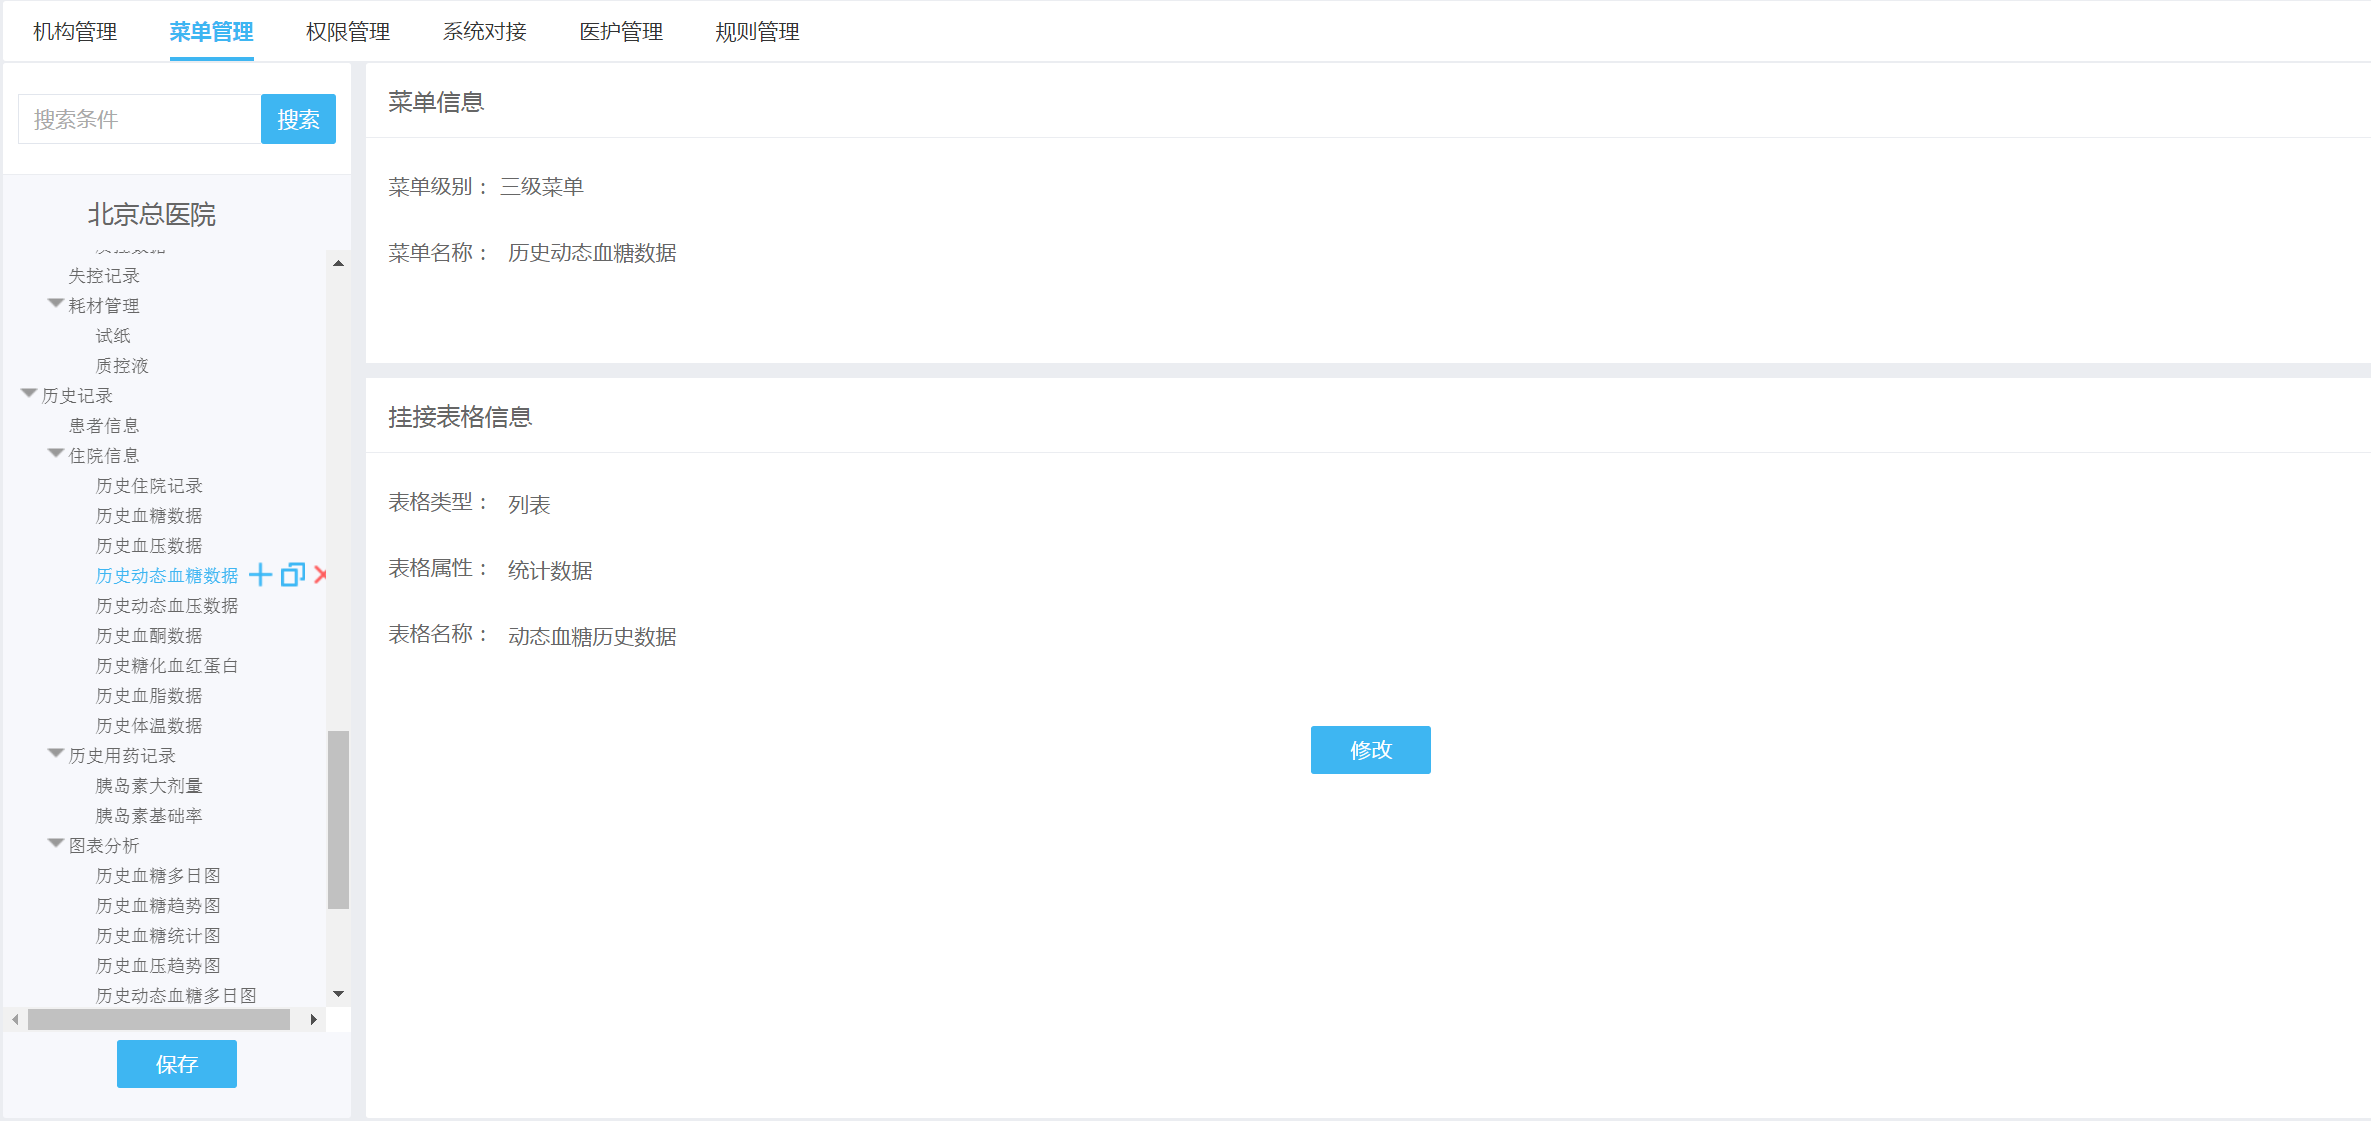 机构管理 菜单管理 权限管理 系统对接 医护管理 规则管理
搜索条件 搜索
北京总医院
失控记录
耗材管理
试纸
质控液
历史记录
患者信息
住院信息
历史住院记录
历史血糖数据
历史血压数据
历史动态血糖数据
历史动态血压数据
历史血酮数据
历史糖化血红蛋白
历史血脂数据
历史体温数据
历史用药记录
胰岛素大剂量
胰岛素基础率
图表分析
历史血糖多日图
历史血糖趋势图
历史血糖统计图
历史血压趋势图
历史动态血糖多日图
保存
菜单信息
菜单级别： 三级菜单
菜单名称： 历史动态血糖数据
挂接表格信息
表格类型： 列表
表格属性： 统计数据
表格名称： 动态血糖历史数据
修改